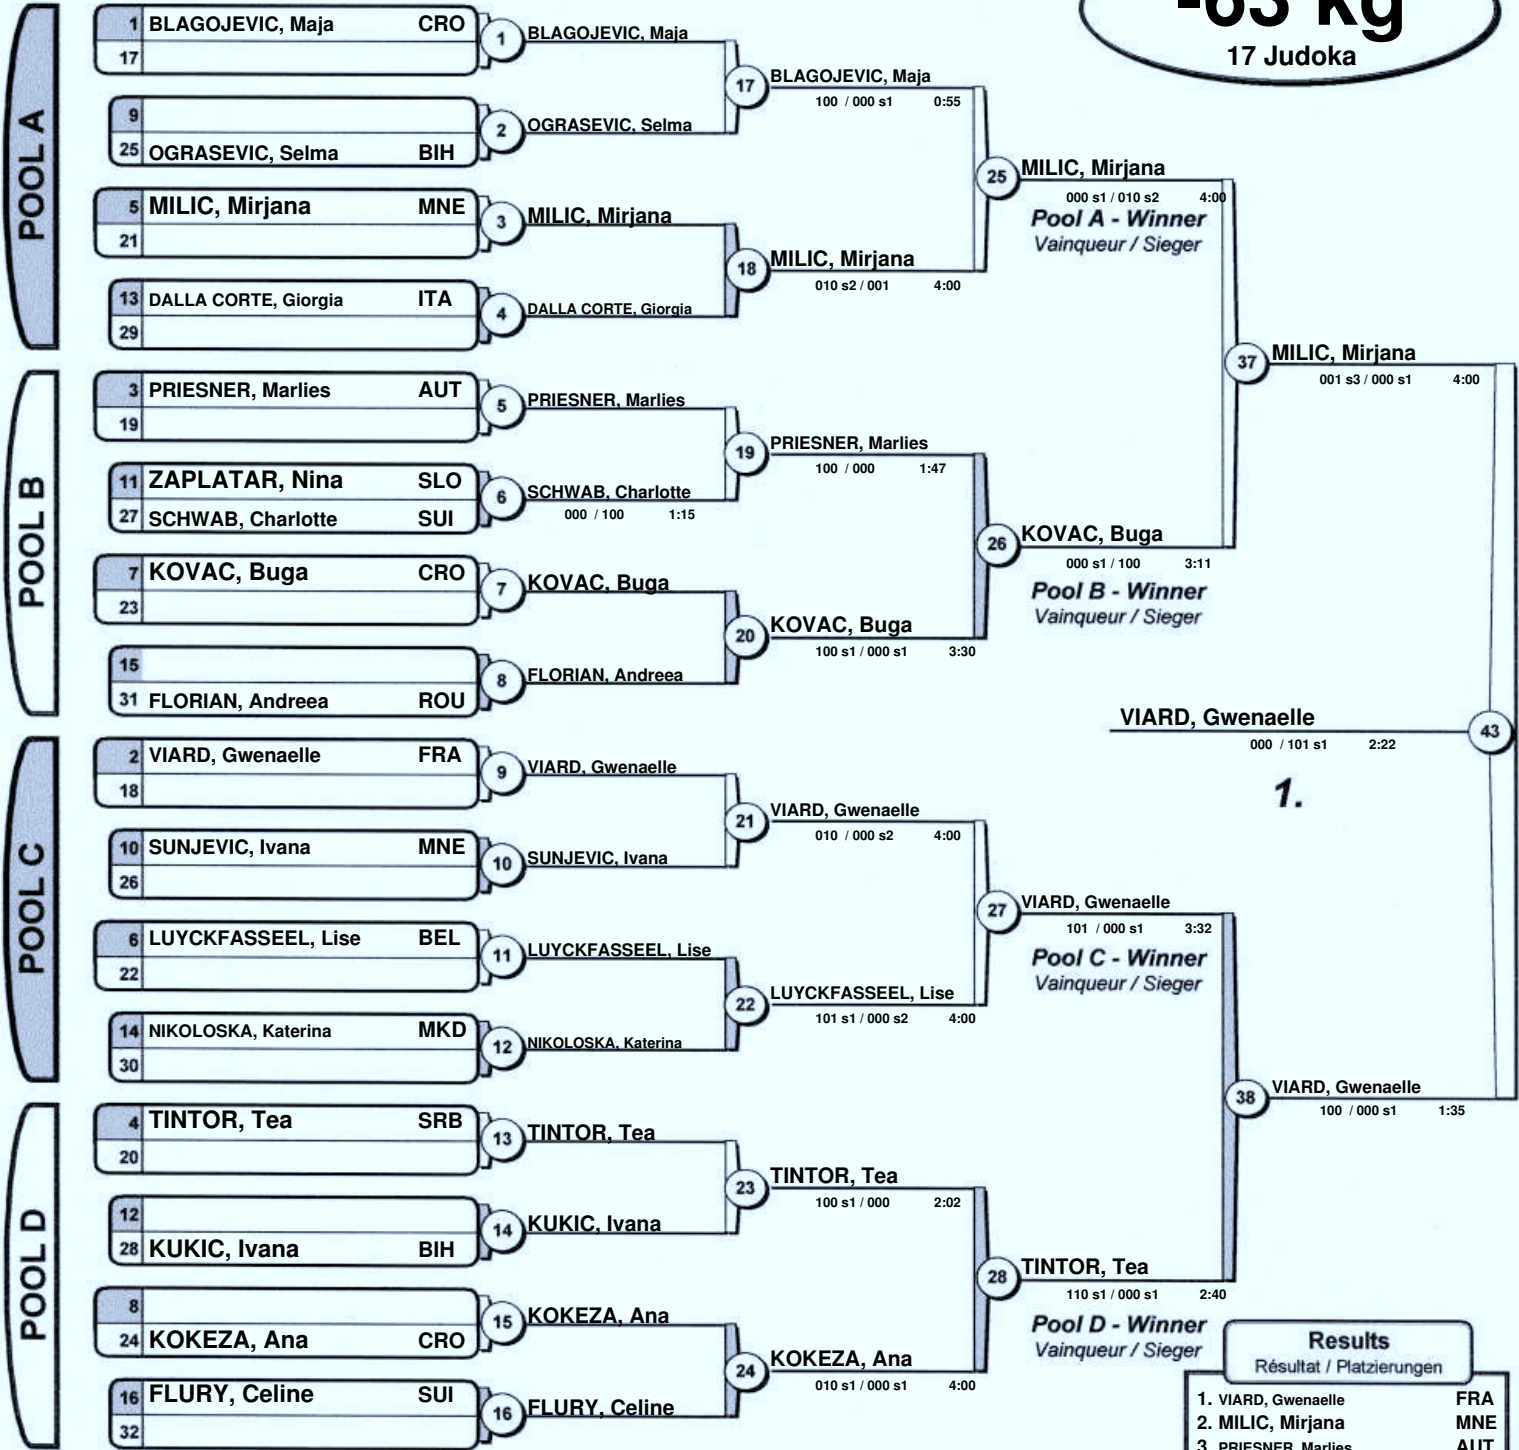 -63 kg
17 Judoka
POOL A
1 BLAGOJEVIC, Maja CRO
17
9
25 OGRASEVIC, Selma BIH
5 MILIC, Mirjana MNE
21
13 DALLA CORTE, Giorgia ITA
29
POOL B
3 PRIESNER, Marlies AUT
19
11 ZAPLATAR, Nina SLO
27 SCHWAB, Charlotte SUI
7 KOVAC, Buga CRO
23
15
31 FLORIAN, Andreea ROU
POOL C
2 VIARD, Gwenaelle FRA
18
10 SUNJEVIC, Ivana MNE
26
6 LUYCKFASSEEL, Lise BEL
22
14 NIKOLOSKA, Katerina MKD
30
POOL D
4 TINTOR, Tea SRB
20
12
28 KUKIC, Ivana BIH
8
24 KOKEZA, Ana CRO
16 FLURY, Celine SUI
32
1 BLAGOJEVIC, Maja
2 OGRASEVIC, Selma
3 MILIC, Mirjana
4 DALLA CORTE, Giorgia
5 PRIESNER, Marlies
6 SCHWAB, Charlotte
000 / 100 1:15
7 KOVAC, Buga
8 FLORIAN, Andreea
9 VIARD, Gwenaelle
10 SUNJEVIC, Ivana
11 LUYCKFASSEEL, Lise
12 NIKOLOSKA, Katerina
13 TINTOR, Tea
14 KUKIC, Ivana
15 KOKEZA, Ana
16 FLURY, Celine
17 BLAGOJEVIC, Maja
100 / 000 s1 0:55
18 MILIC, Mirjana
010 s2 / 001 4:00
19 PRIESNER, Marlies
100 / 000 1:47
20 KOVAC, Buga
100 s1 / 000 s1 3:30
21 VIARD, Gwenaelle
010 / 000 s2 4:00
22 LUYCKFASSEEL, Lise
101 s1 / 000 s2 4:00
23 TINTOR, Tea
100 s1 / 000 2:02
24 KOKEZA, Ana
010 s1 / 000 s1 4:00
25 MILIC, Mirjana
000 s1 / 010 s2 4:00
Pool A - Winner
Vainqueur / Sieger
26 KOVAC, Buga
000 s1 / 100 3:11
Pool B - Winner
Vainqueur / Sieger
27 VIARD, Gwenaelle
101 / 000 s1 3:32
Pool C - Winner
Vainqueur / Sieger
28 TINTOR, Tea
110 s1 / 000 s1 2:40
Pool D - Winner
Vainqueur / Sieger
37 MILIC, Mirjana
001 s3 / 000 s1 4:00
38 VIARD, Gwenaelle
100 / 000 s1 1:35
VIARD, Gwenaelle 43
000 / 101 s1 2:22
1.
Results
Résultat / Platzierungen
1. VIARD, Gwenaelle FRA
2. MILIC, Mirjana MNE
3. PRIESNER, Marlies AUT